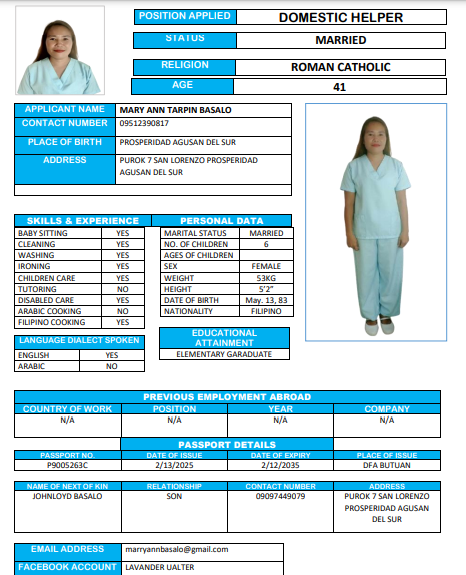 POSITION APPLIED DOMESTIC HELPER
STATUS MARRIED
RELIGION ROMAN CATHOLIC
AGE 41
APPLICANT NAME MARY ANN TARPIN BASALO
CONTACT NUMBER 09512390817
PLACE OF BIRTH PROSPERIDAD AGUSAN DEL SUR
ADDRESS PUROK 7 SAN LORENZO PROSPERIDAD
AGUSAN DEL SUR
SKILLS & EXPERIENCE PERSONAL DATA
BABY SITTING YES MARITAL STATUS MARRIED
CLEANING YES NO. OF CHILDREN 6
WASHING YES AGES OF CHILDREN
IRONING YES SEX FEMALE
CHILDREN CARE YES WEIGHT 53KG
TUTORING NO HEIGHT 5'2"
DISABLED CARE YES DATE OF BIRTH May. 13, 83
ARABIC COOKING NO NATIONALITY FILIPINO
FILIPINO COOKING YES
EDUCATIONAL
ATTAINMENT
ELEMENTARY GARADUATE
LANGUAGE DIALECT SPOKEN
ENGLISH YES
ARABIC NO
PREVIOUS EMPLOYMENT ABROAD
COUNTRY OF WORK POSITION YEAR COMPANY
N/A N/A N/A N/A
PASSPORT DETAILS
PASSPORT NO. DATE OF ISSUE DATE OF EXPIRY PLACE OF ISSUE
P9005263C 2/13/2025 2/12/2035 DFA BUTUAN
NAME OF NEXT OF KIN RELATIONSHIP CONTACT NUMBER ADDRESS
JOHNLOYD BASALO SON 09097449079 PUROK 7 SAN LORENZO
PROSPERIDAD AGUSAN
DEL SUR
EMAIL ADDRESS marryannbasalo@gmail.com
FACEBOOK ACCOUNT LAVANDER UALTER